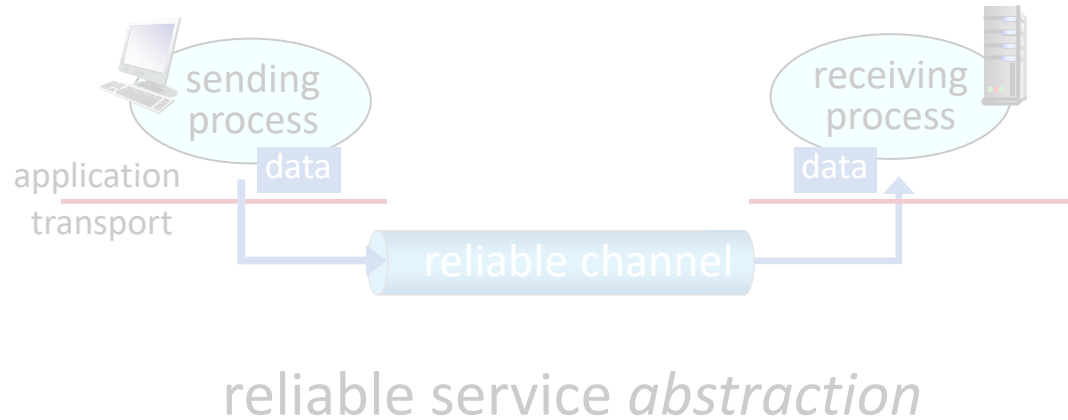 sending
process
receiving
process
data
data
application
transport
reliable channel
reliable service abstraction